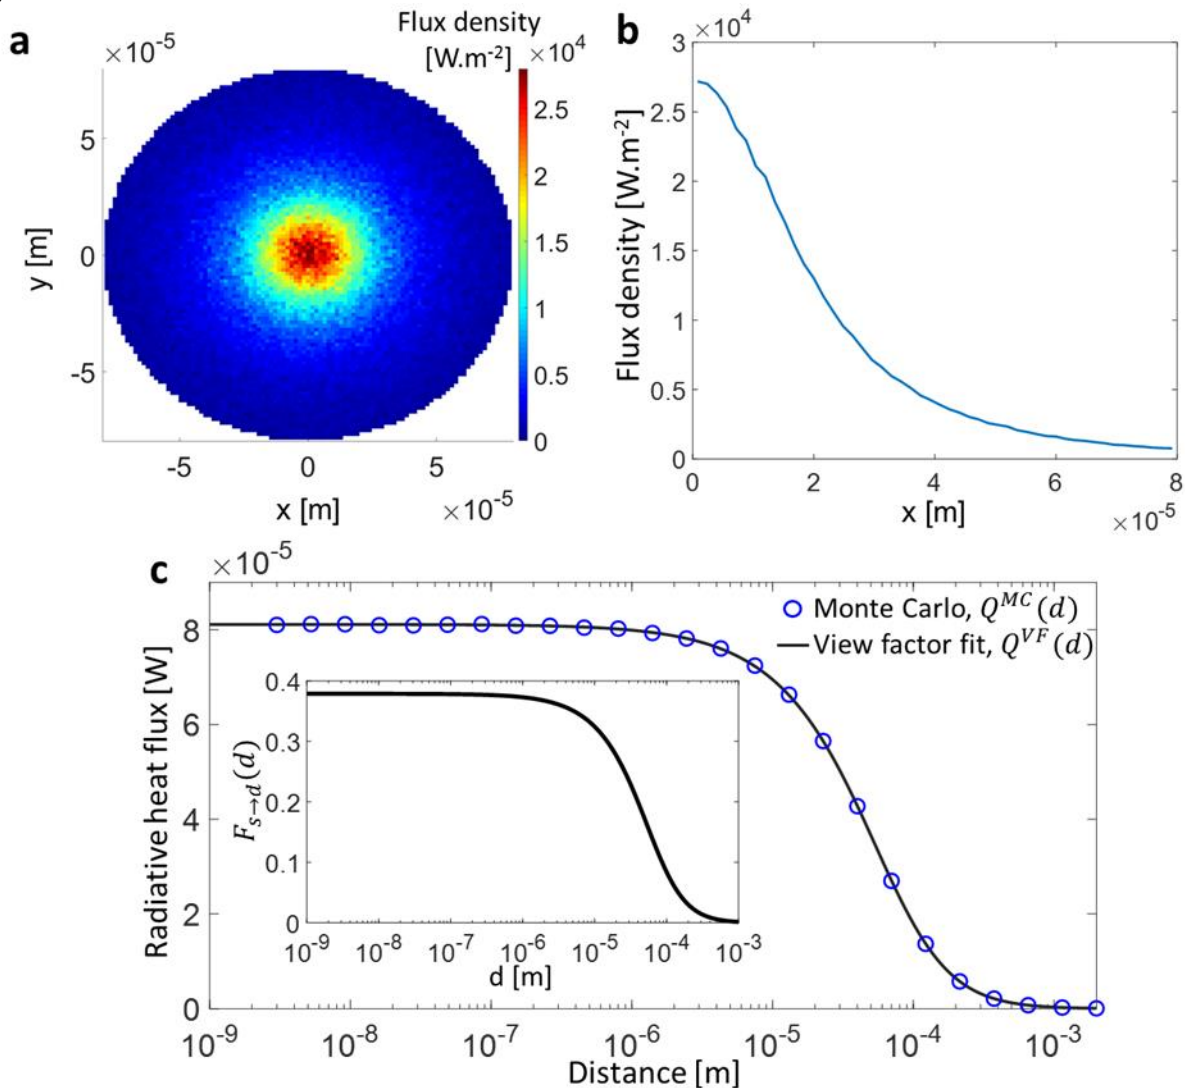 a
×10⁻⁵
Flux density
[W.m⁻²]
×10⁴
5
0
-5
y [m]
-5 0 5
x [m]
×10⁻⁵
2.5
2
1.5
1
0.5
0
b
×10⁴
3
2.5
2
1.5
1
0.5
0
Flux density [W.m⁻²]
0 2 4 6 8
x [m]
×10⁻⁵
c
×10⁻⁵
8
6
4
2
0
Radiative heat flux [W]
Monte Carlo, Q^{MC}(d)
View factor fit, Q^{VF}(d)
0.4
0.3
0.2
0.1
0
F_{s→d}(d)
10⁻⁹ 10⁻⁸ 10⁻⁷ 10⁻⁶ 10⁻⁵ 10⁻⁴ 10⁻³
d [m]
10⁻⁹ 10⁻⁸ 10⁻⁷ 10⁻⁶ 10⁻⁵ 10⁻⁴ 10⁻³
Distance [m]